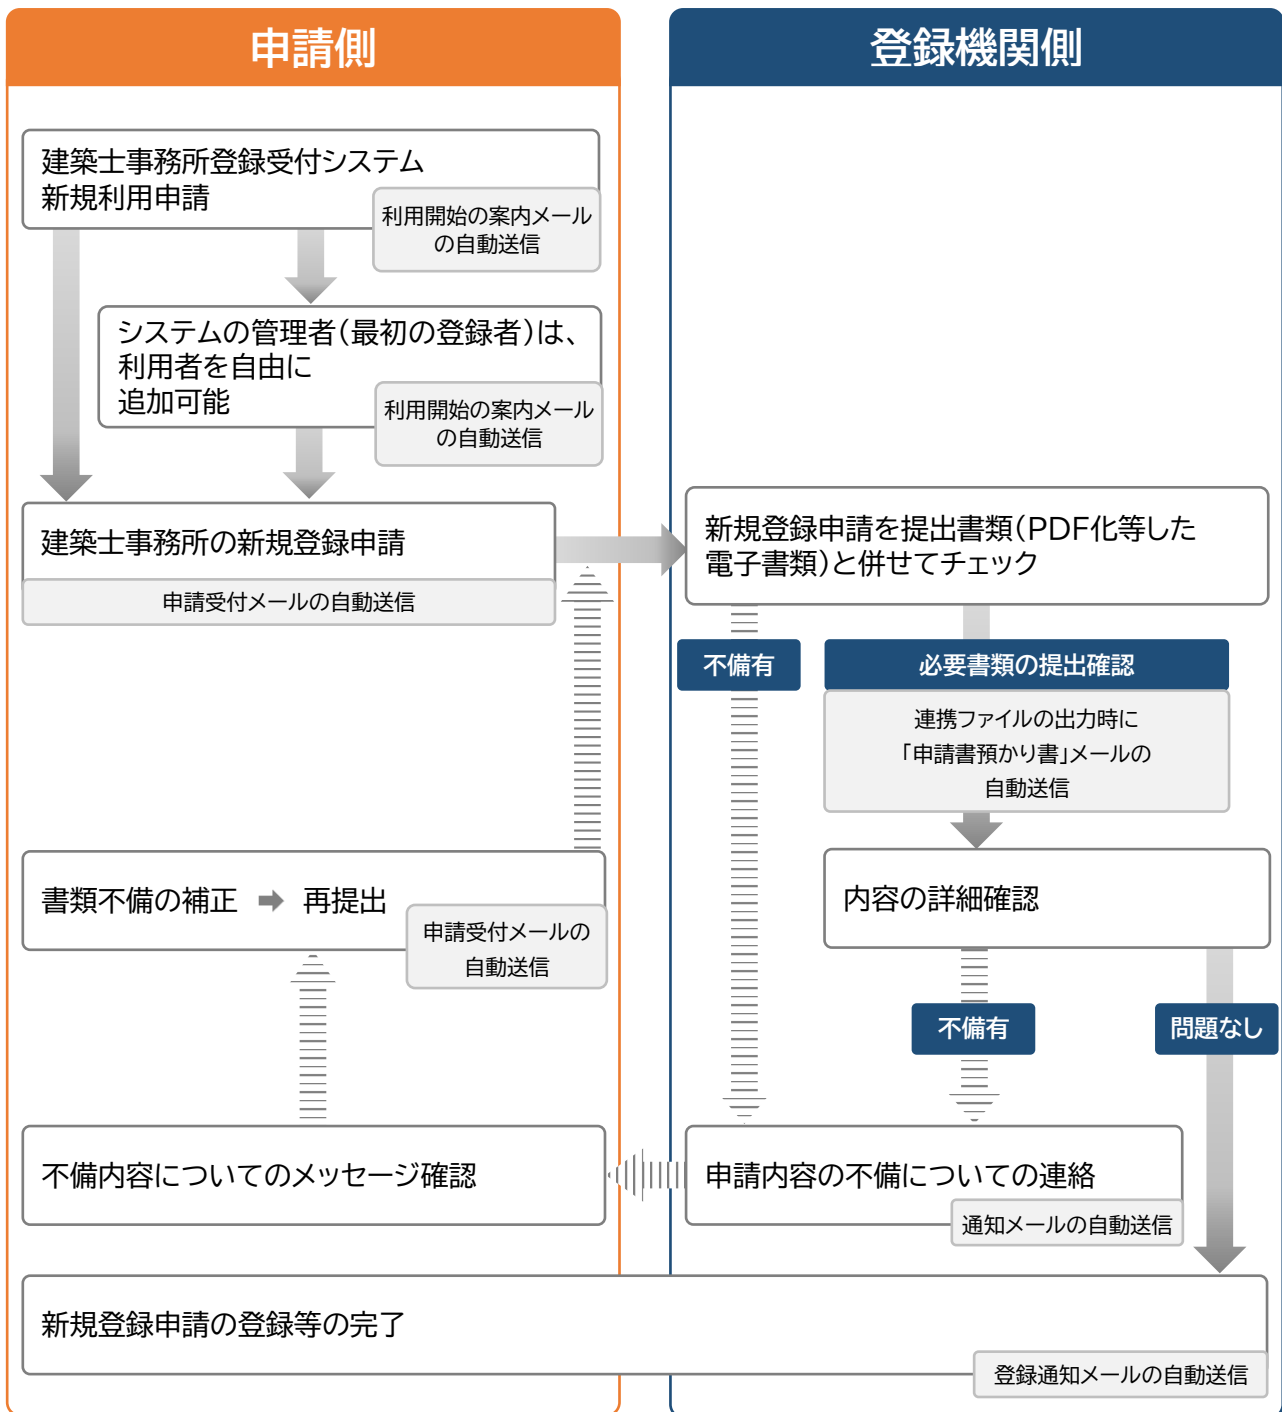 申請側
登録機関側
建築士事務所登録受付システム
新規利用申請
利用開始の案内メール
の自動送信
システムの管理者(最初の登録者)は、
利用者を自由に
追加可能
利用開始の案内メール
の自動送信
建築士事務所の新規登録申請
申請受付メールの自動送信
新規登録申請を提出書類(PDF化等した
電子書類)と併せてチェック
不備有
必要書類の提出確認
連携ファイルの出力時に
「申請書預かり書」メールの
自動送信
書類不備の補正 ➡ 再提出
申請受付メールの
自動送信
内容の詳細確認
不備有
問題なし
不備内容についてのメッセージ確認
申請内容の不備についての連絡
通知メールの自動送信
新規登録申請の登録等の完了
登録通知メールの自動送信